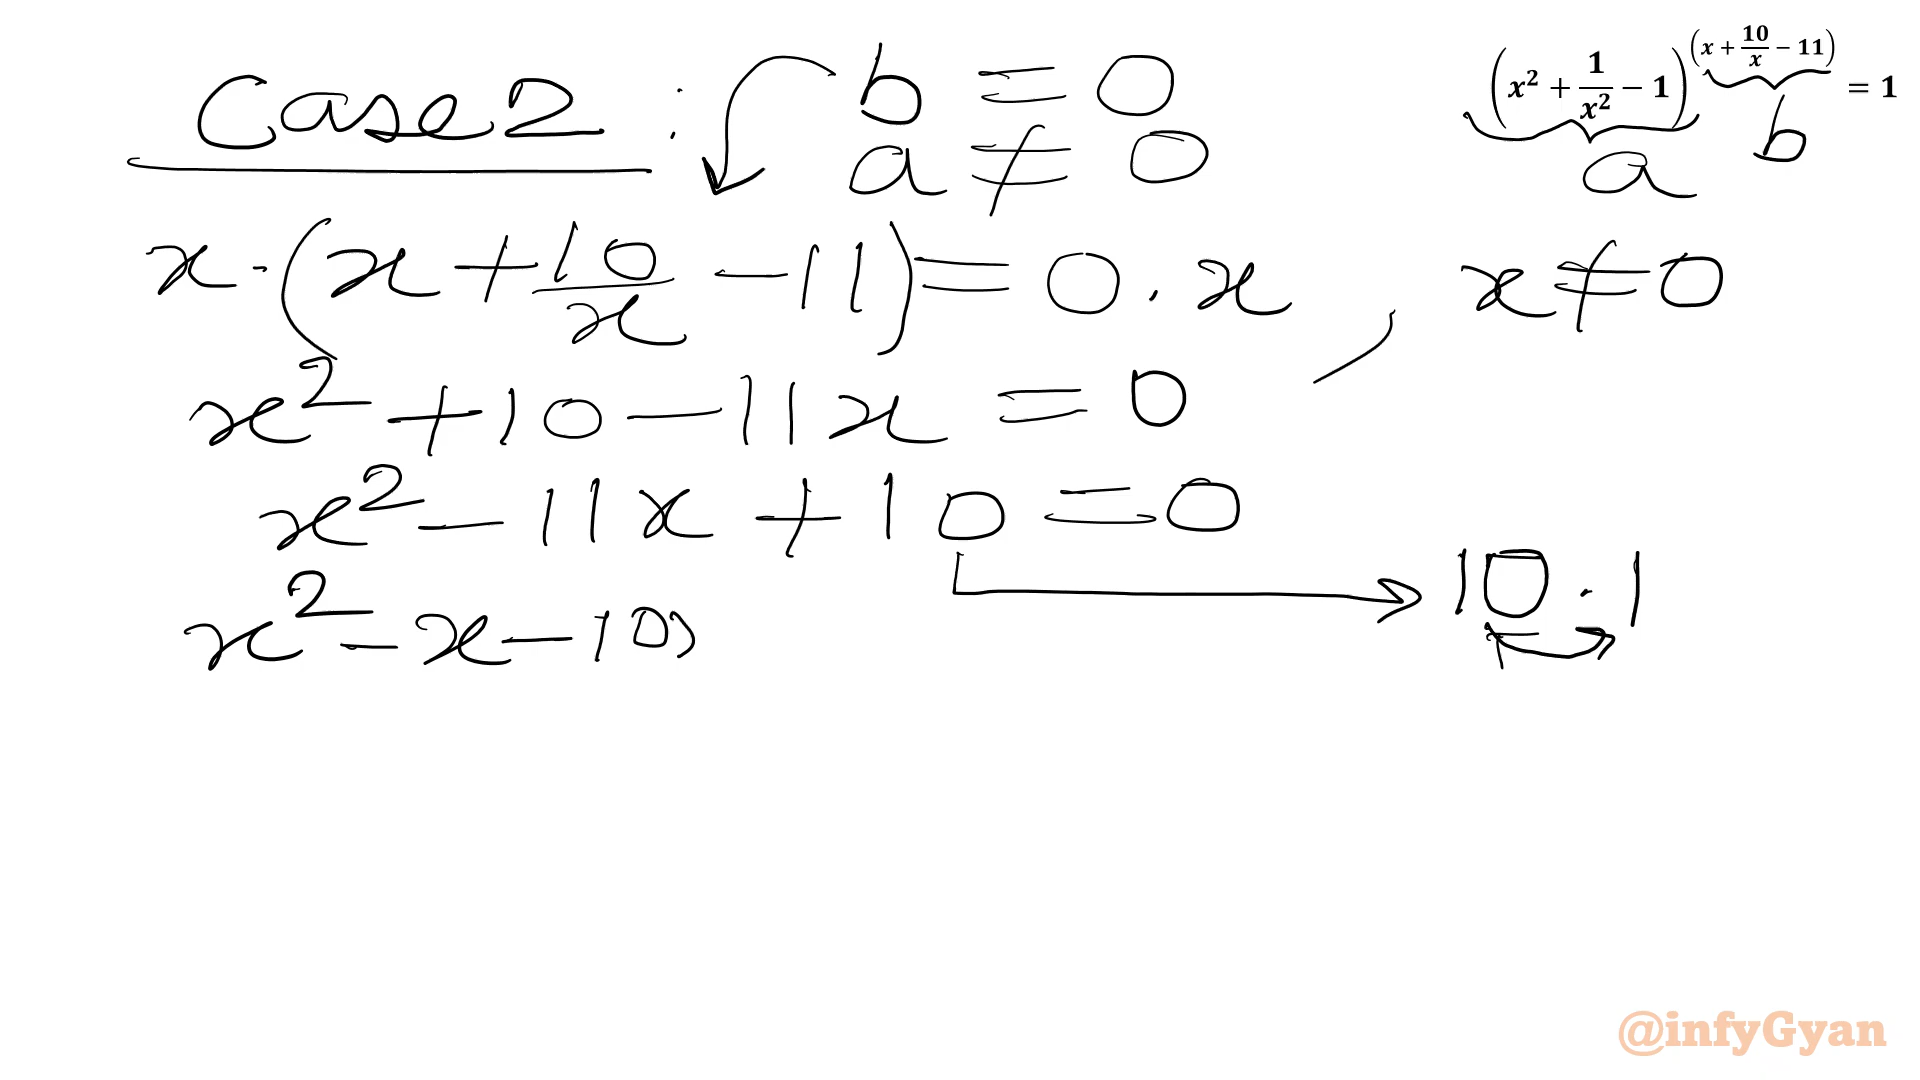 Case 2 : b = 0
a ≠ 0
(x² + 1/x² − 1)^(x + 10/x − 11) = 1
a
b
x · (x + 10/x − 11) = 0 · x , x ≠ 0
x² + 10 − 11x = 0
x² − 11x + 10 = 0
10 · 1
x² − x − 10
@infyGyan